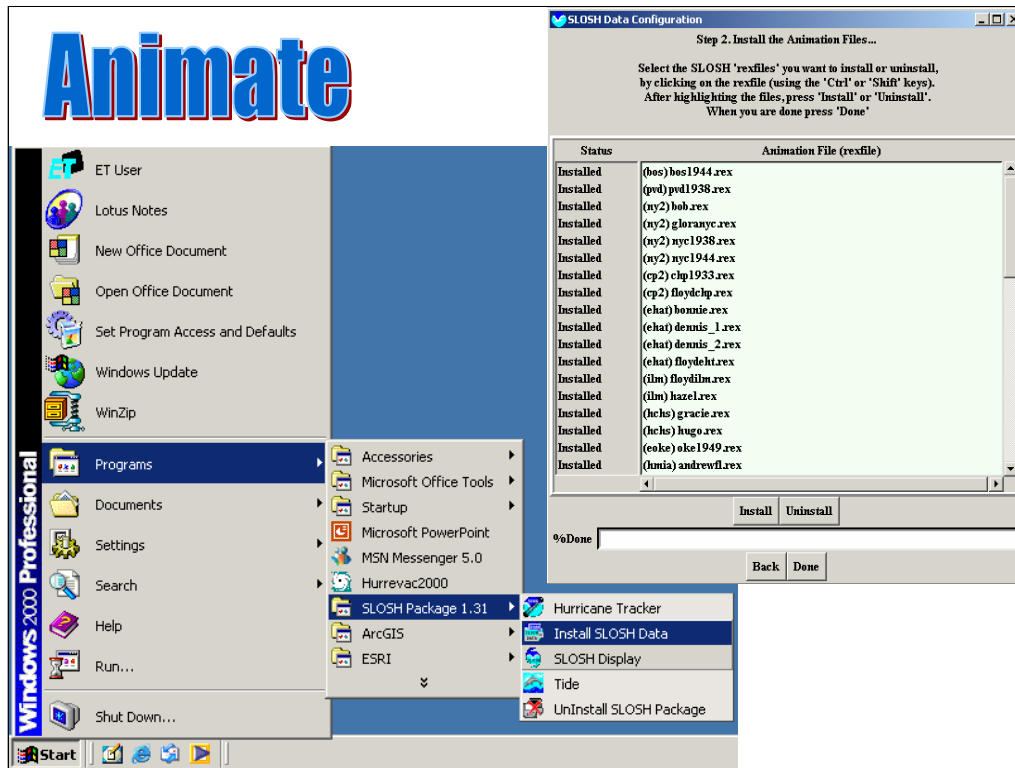 Animate
SLOSH Data Configuration
Step 2. Install the Animation Files...
Select the SLOSH 'rexfiles' you want to install or uninstall,
by clicking on the rexfile (using the 'Ctrl' or 'Shift' keys).
After highlighting the files, press 'Install' or 'Uninstall'.
When you are done press 'Done'
Status Animation File (rexfile)
Installed (bos) bos1944.rex
Installed (pvd) pvd1938.rex
Installed (ny2) bob.rex
Installed (ny2) gloranyc.rex
Installed (ny2) nyc1938.rex
Installed (ny2) nyc1944.rex
Installed (cp2) chp1933.rex
Installed (cp2) floydchp.rex
Installed (ehat) bonnie.rex
Installed (ehat) dennis_1.rex
Installed (ehat) dennis_2.rex
Installed (ehat) floydeht.rex
Installed (ilm) floydilm.rex
Installed (ilm) hazel.rex
Installed (hchs) gracie.rex
Installed (hchs) hugo.rex
Installed (eoke) oke1949.rex
Installed (hmia) andrewfl.rex
Install Uninstall
%Done
Back Done
ET User
Lotus Notes
New Office Document
Open Office Document
Set Program Access and Defaults
Windows Update
WinZip
Programs
Documents
Settings
Search
Help
Run...
Shut Down...
Windows 2000 Professional
Accessories
Microsoft Office Tools
Startup
Microsoft PowerPoint
MSN Messenger 5.0
Hurrevac2000
SLOSH Package 1.31
ArcGIS
ESRI
Hurricane Tracker
Install SLOSH Data
SLOSH Display
Tide
UnInstall SLOSH Package
Start